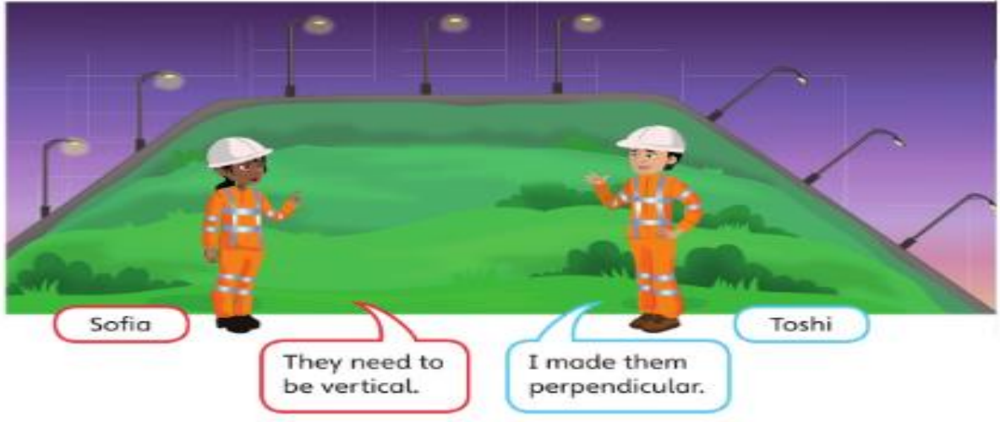 Sofia
Toshi
They need to
be vertical.
I made them
perpendicular.